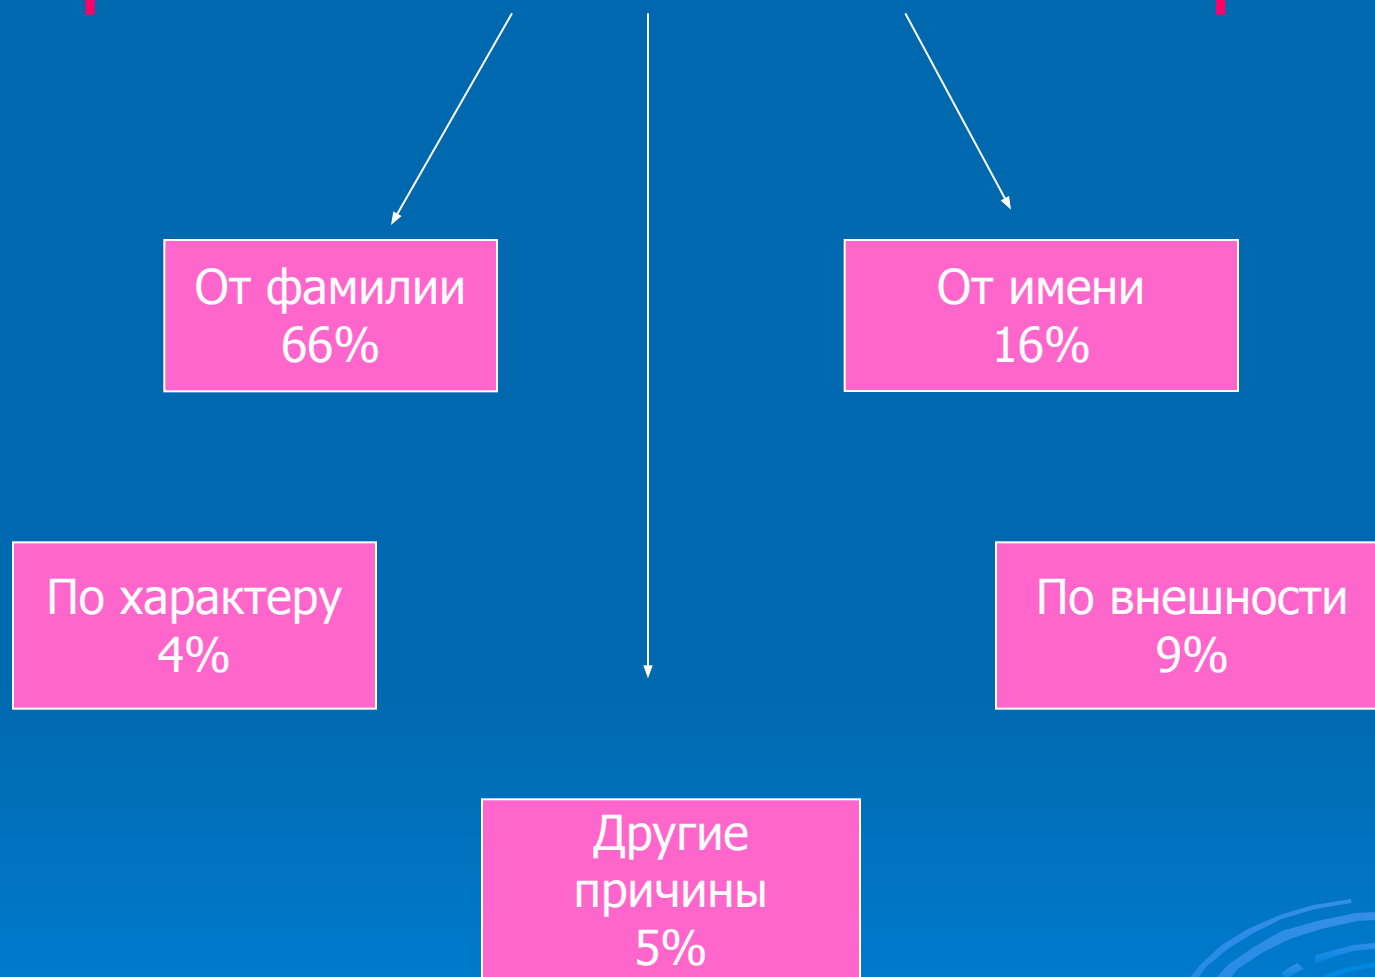 От фамилии
66%
От имени
16%
По характеру
4%
По внешности
9%
Другие
причины
5%